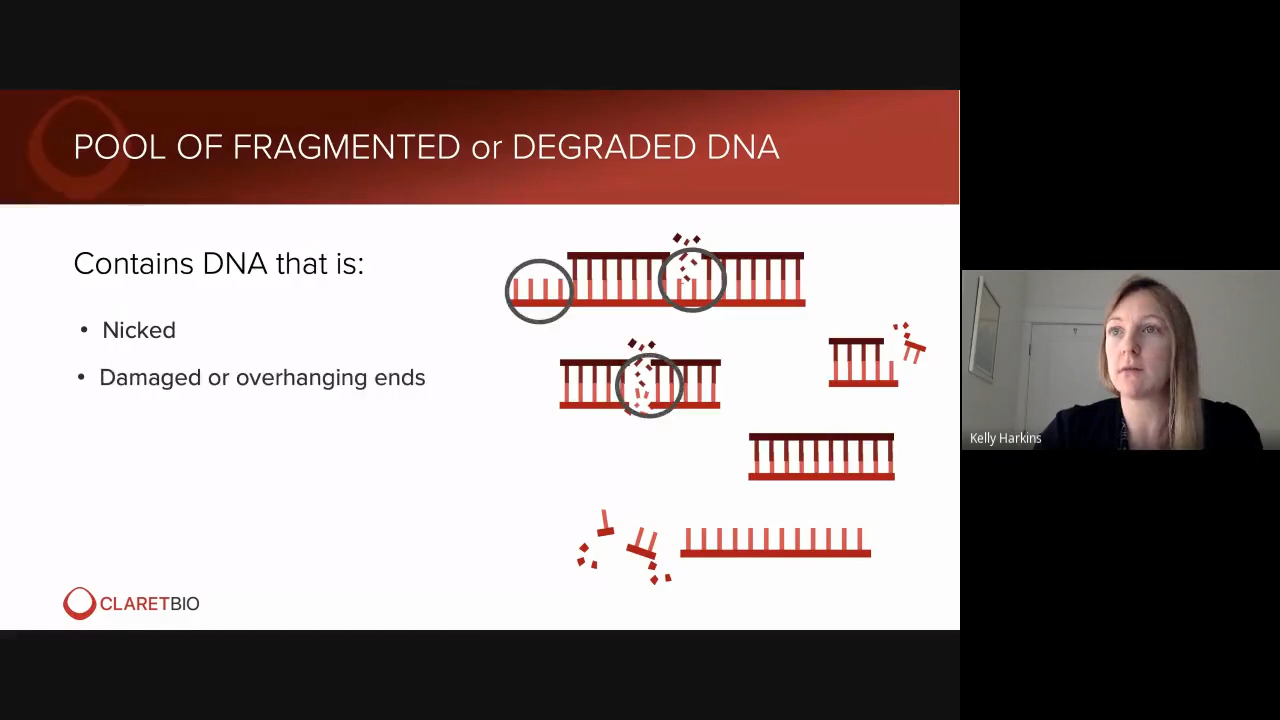 POOL OF FRAGMENTED or DEGRADED DNA
Contains DNA that is:
• Nicked
• Damaged or overhanging ends
CLARETBIO
Kelly Harkins